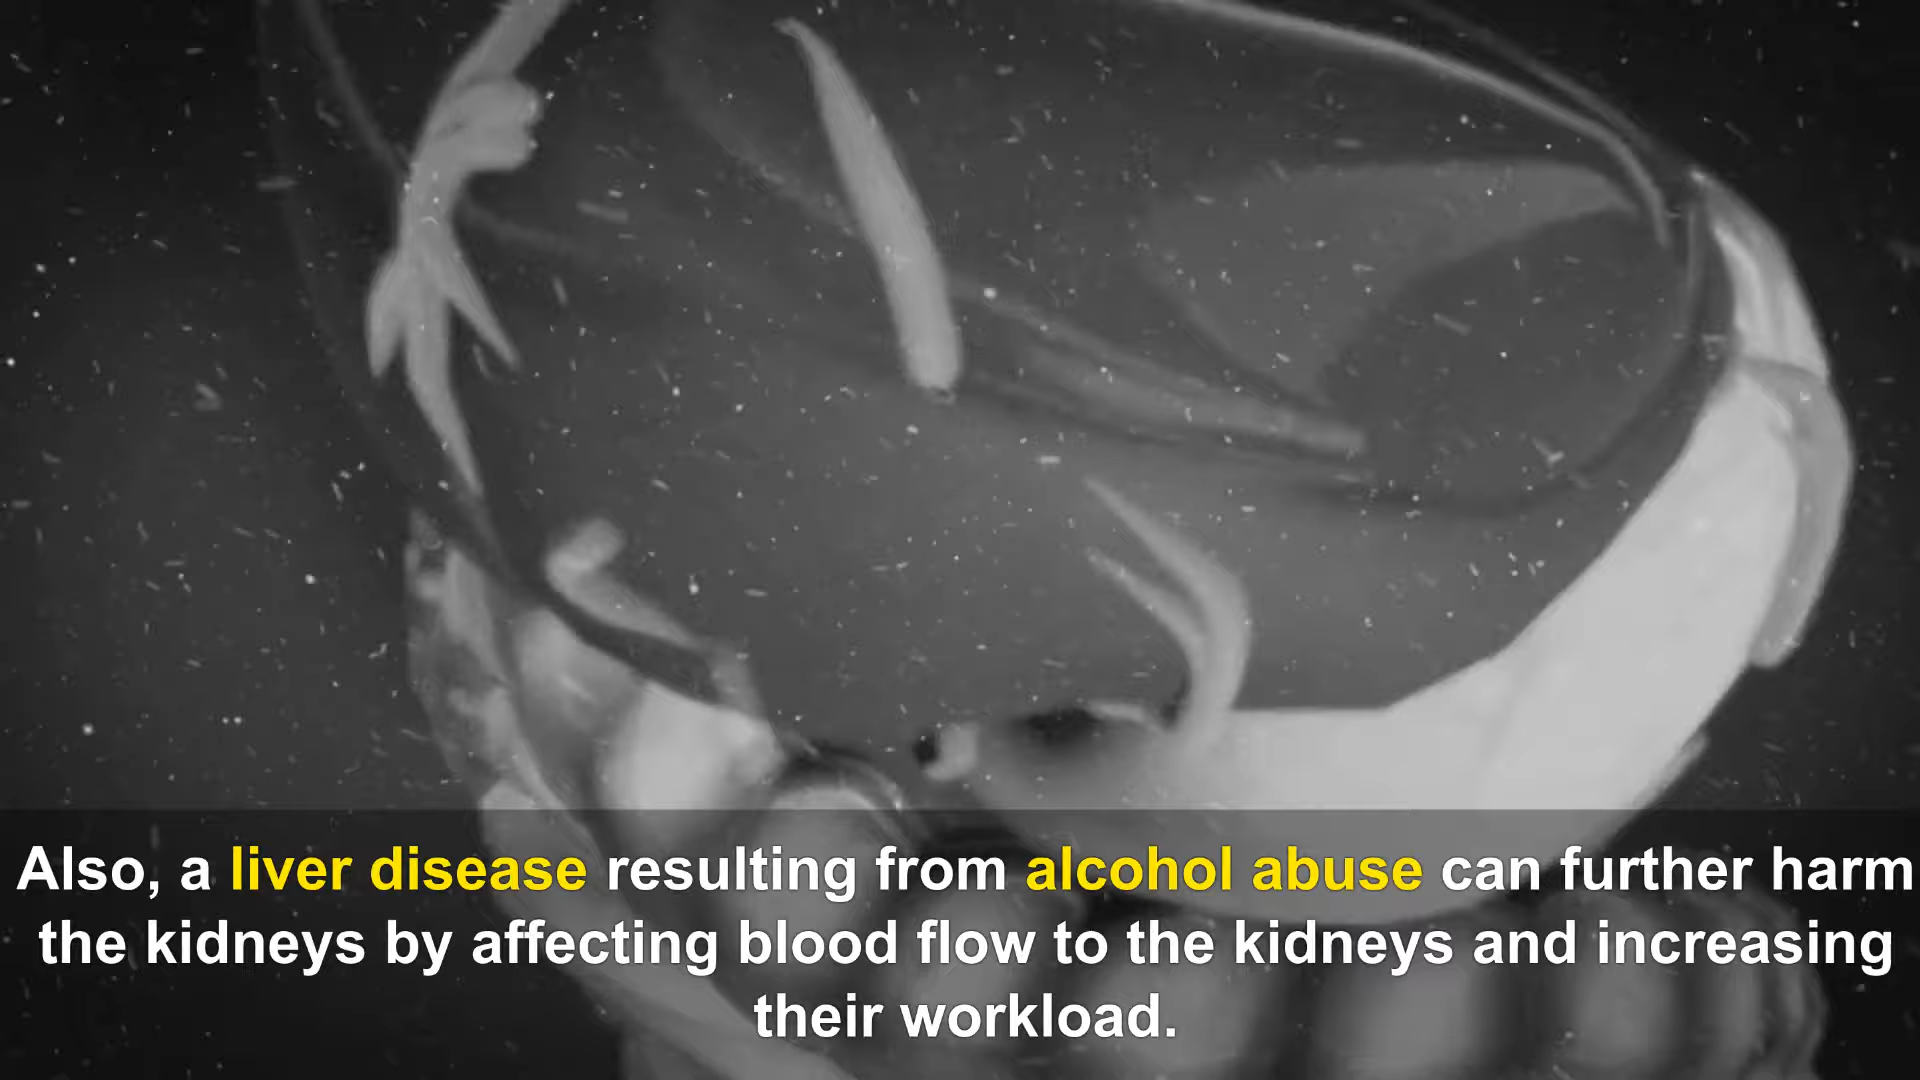 Also, a liver disease resulting from alcohol abuse can further harm
the kidneys by affecting blood flow to the kidneys and increasing
their workload.